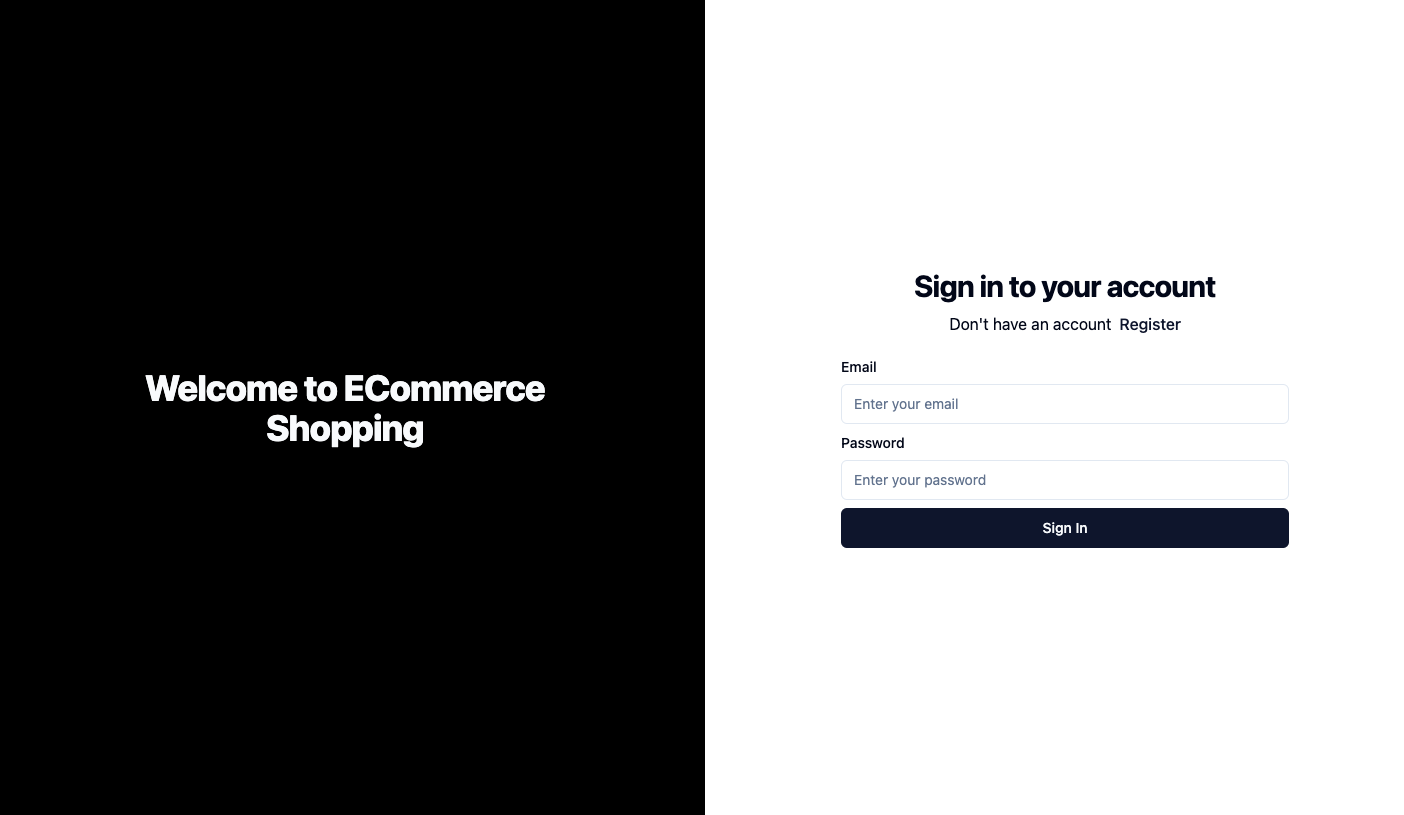 Welcome to ECommerce
Shopping
Sign in to your account
Don't have an account Register
Email
Enter your email
Password
Enter your password
Sign In